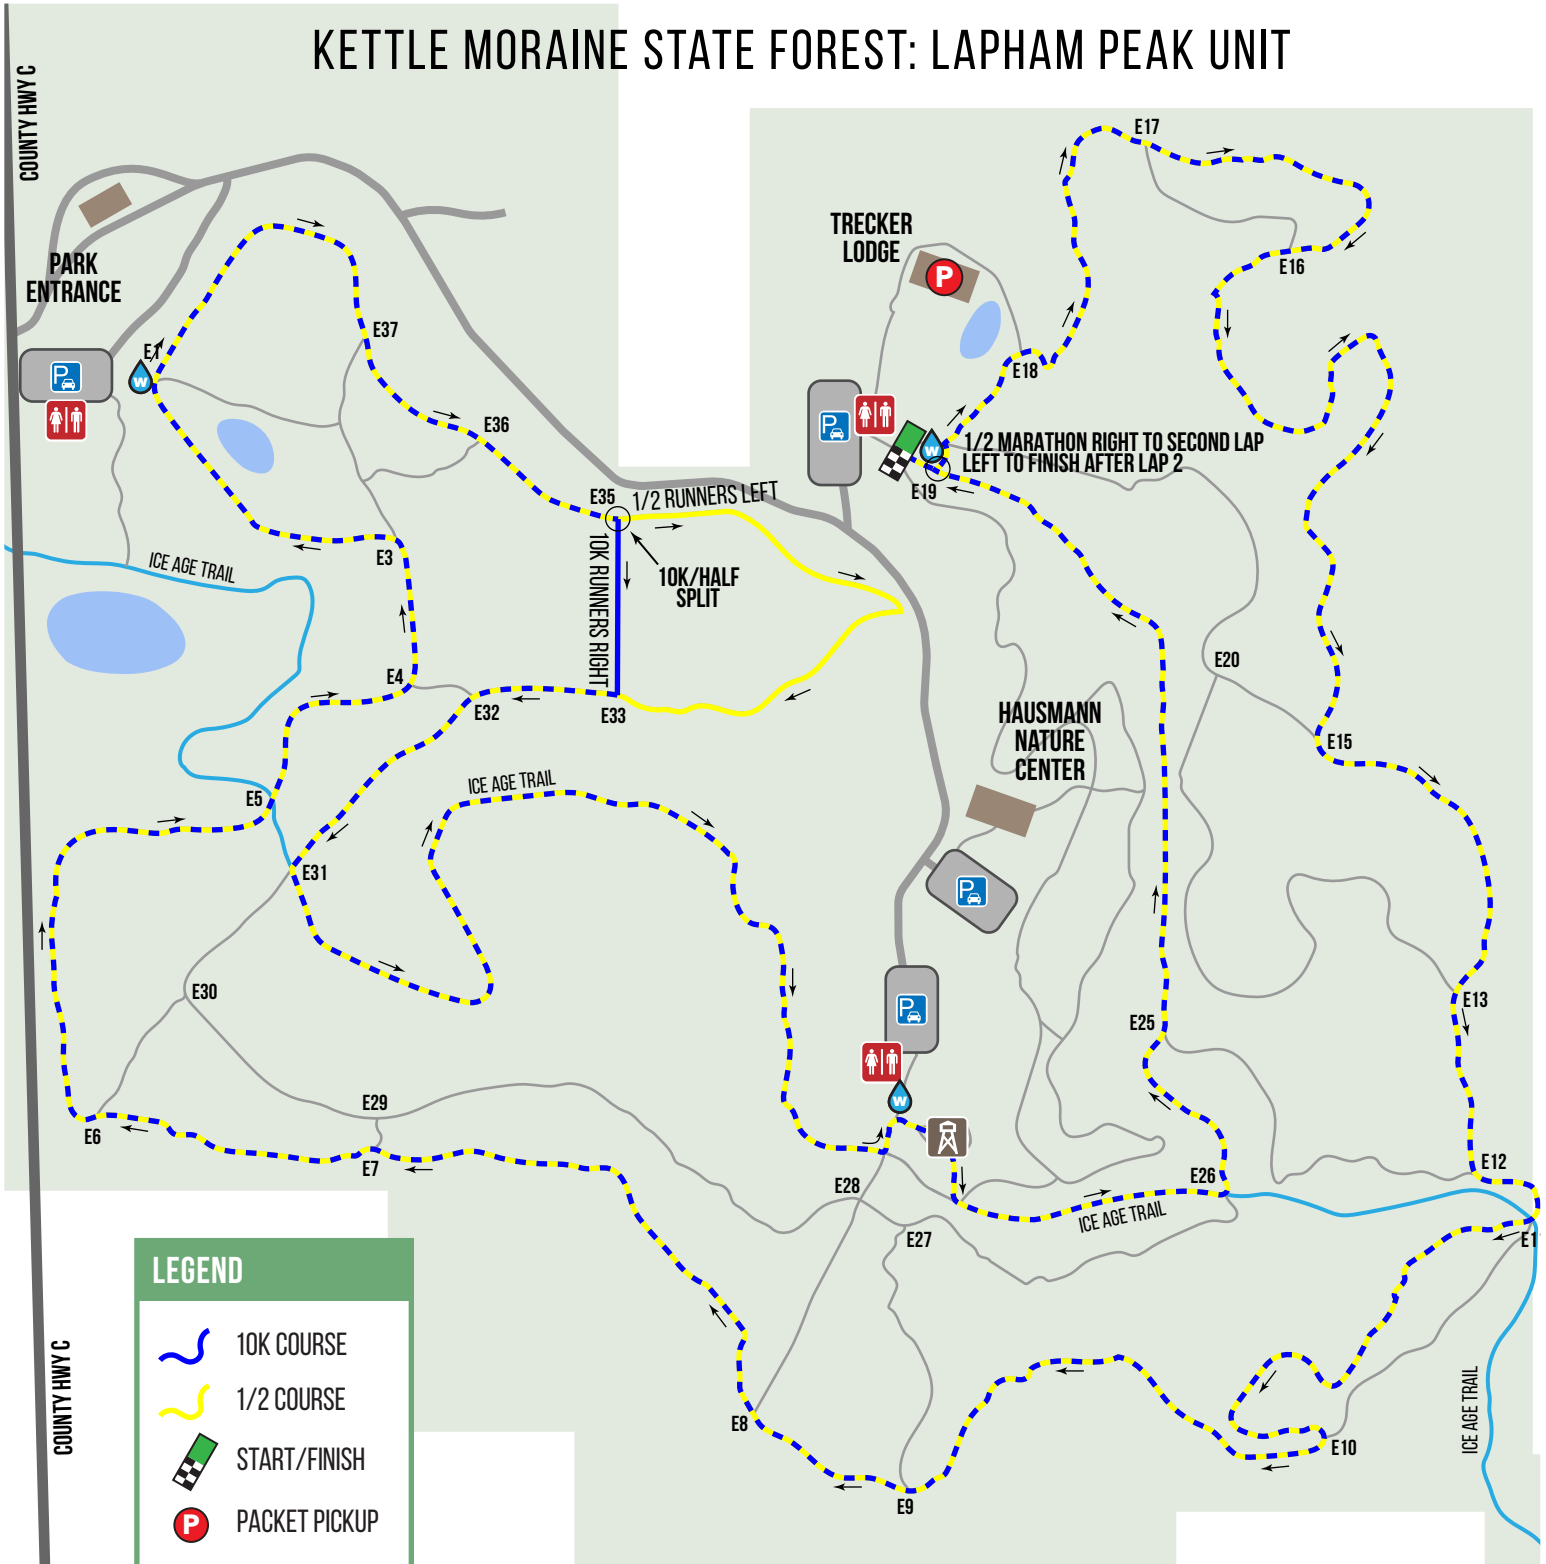 KETTLE MORAINE STATE FOREST: LAPHAM PEAK UNIT
COUNTY HWY C
E17
TRECKER
LODGE
P
PARK
ENTRANCE
E16
E37
E1
W
P
E18
E36
P
W
1/2 MARATHON RIGHT TO SECOND LAP
LEFT TO FINISH AFTER LAP 2
E19
E35
1/2 RUNNERS LEFT
10K RUNNERS RIGHT
10K/HALF
SPLIT
E3
ICE AGE TRAIL
E4
E20
E32
E33
HAUSMANN
NATURE
CENTER
E15
E5
ICE AGE TRAIL
E31
P
E30
P
E13
E25
W
E29
E6
E7
E12
E26
E28
ICE AGE TRAIL
E27
E1
LEGEND
10K COURSE
1/2 COURSE
START/FINISH
P
PACKET PICKUP
COUNTY HWY C
E8
E9
E10
ICE AGE TRAIL